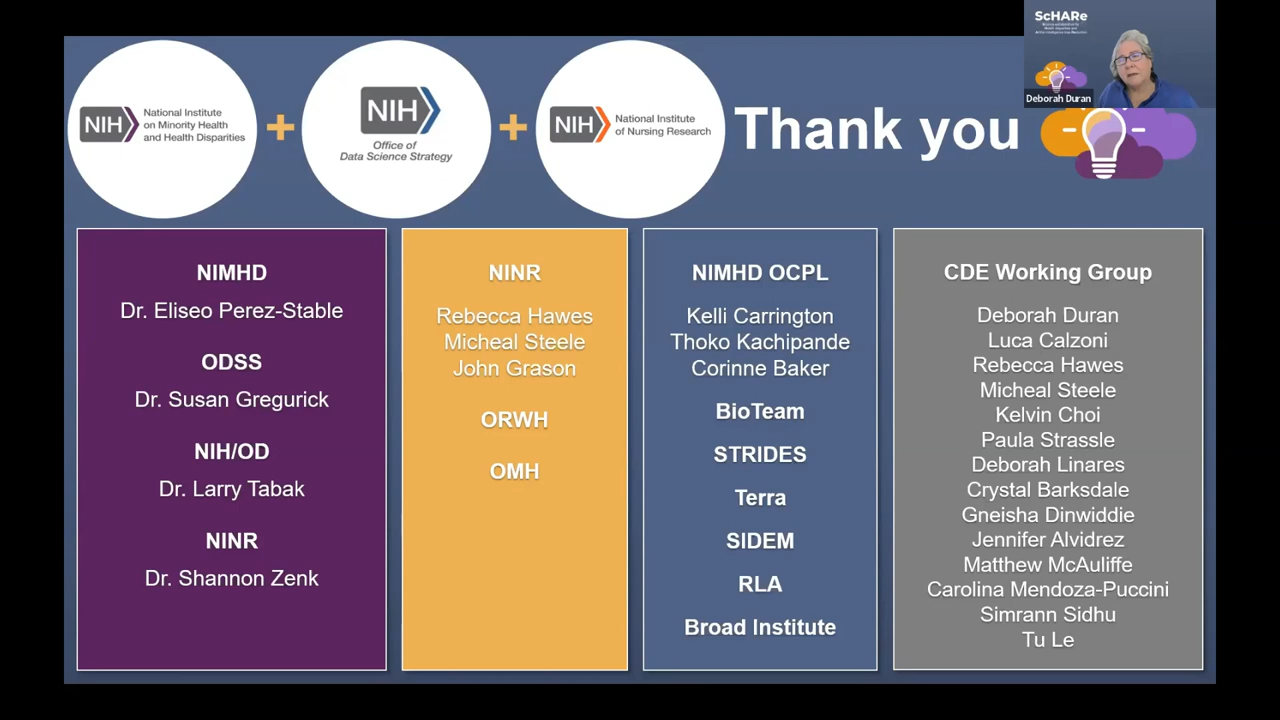 ScHARe
Deborah Duran
NIH
National Institute
on Minority Health
and Health Disparities
+
NIH
Office of
Data Science Strategy
+
NIH
National Institute
of Nursing Research
Thank you
NIMHD
Dr. Eliseo Perez-Stable
ODSS
Dr. Susan Gregurick
NIH/OD
Dr. Larry Tabak
NINR
Dr. Shannon Zenk
NINR
Rebecca Hawes
Micheal Steele
John Grason
ORWH
OMH
NIMHD OCPL
Kelli Carrington
Thoko Kachipande
Corinne Baker
BioTeam
STRIDES
Terra
SIDEM
RLA
Broad Institute
CDE Working Group
Deborah Duran
Luca Calzoni
Rebecca Hawes
Micheal Steele
Kelvin Choi
Paula Strassle
Deborah Linares
Crystal Barksdale
Gneisha Dinwiddie
Jennifer Alvidrez
Matthew McAuliffe
Carolina Mendoza-Puccini
Simrann Sidhu
Tu Le